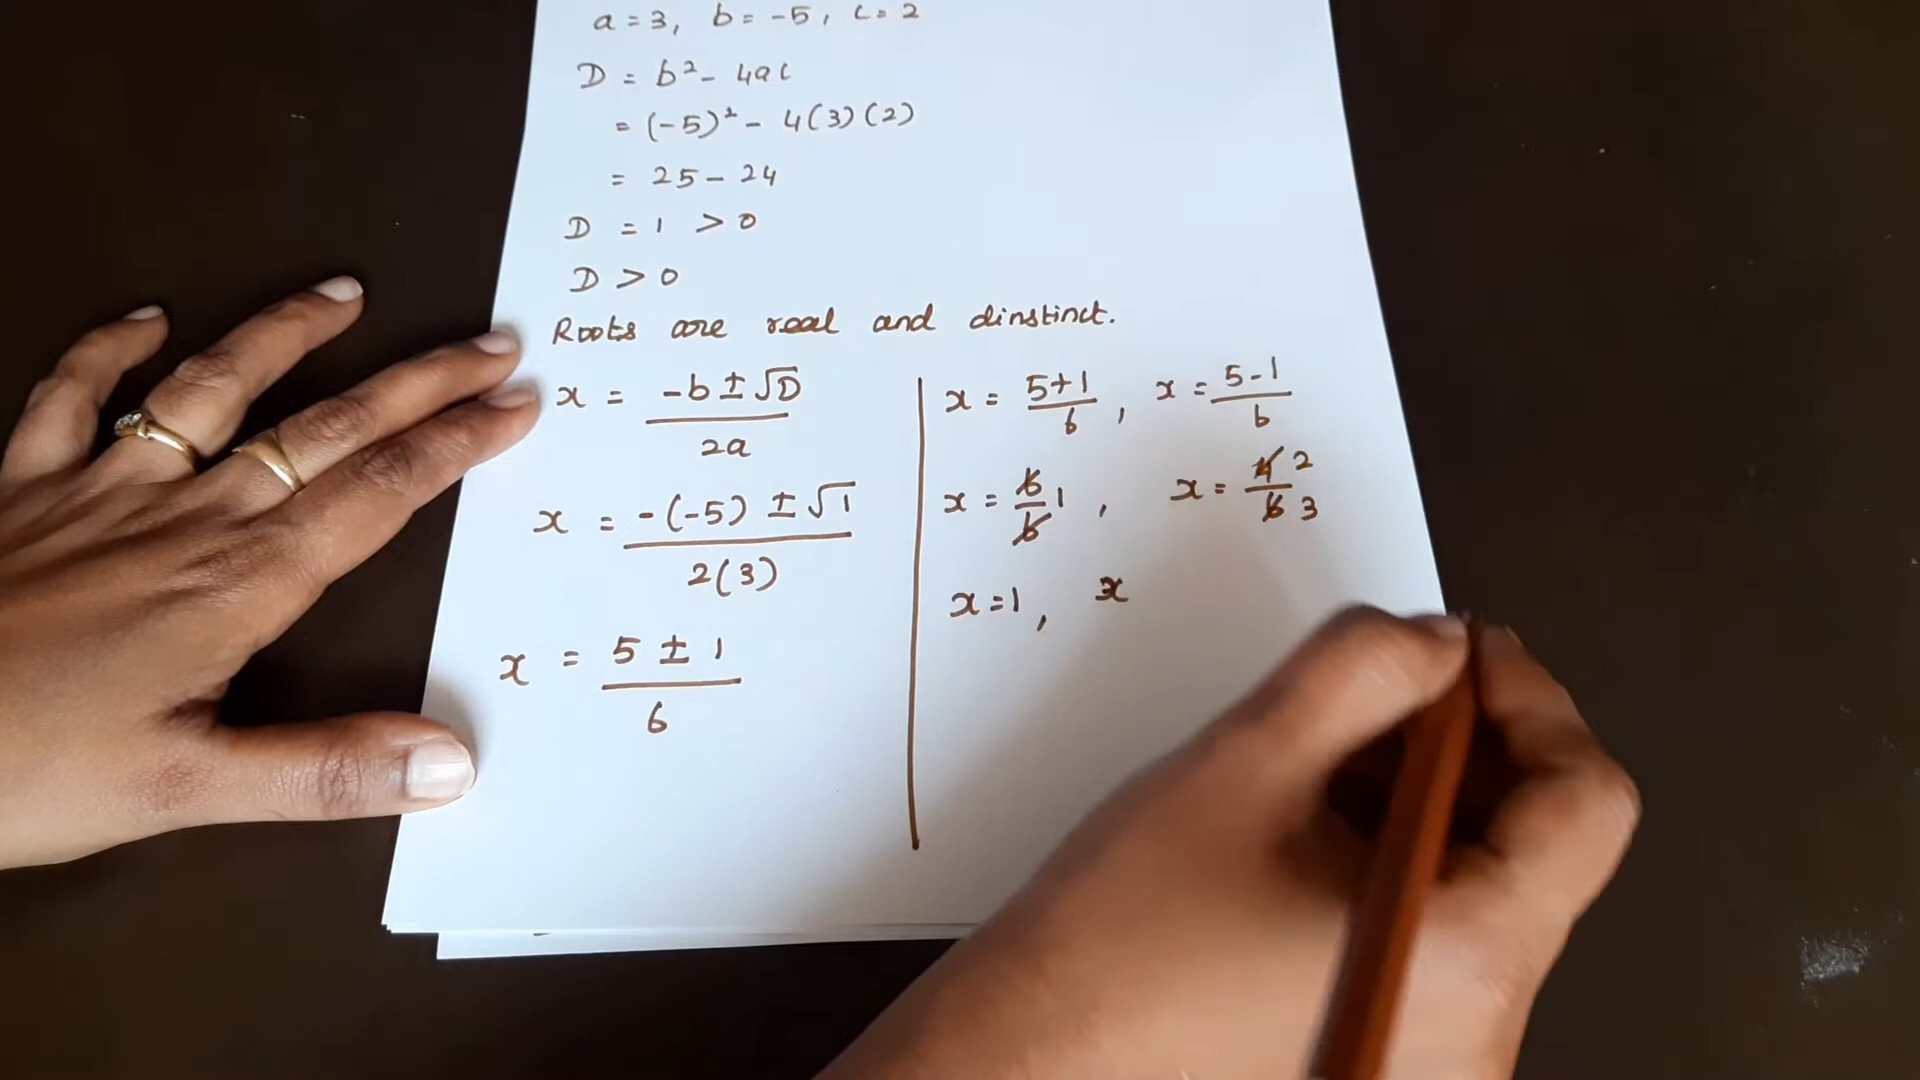 a = 3, b = -5, c = 2
D = b² - 4ac
= (-5)² - 4(3)(2)
= 25 - 24
D = 1 > 0
D > 0
Roots are real and dinstinct.
x = -b ± √D
2a
x = -(-5) ± √1
2(3)
x = 5 ± 1
6
x = 5+1 , x = 5-1
6 6
x = 6 1 , x = 4 2
6 6 3
x = 1 , x